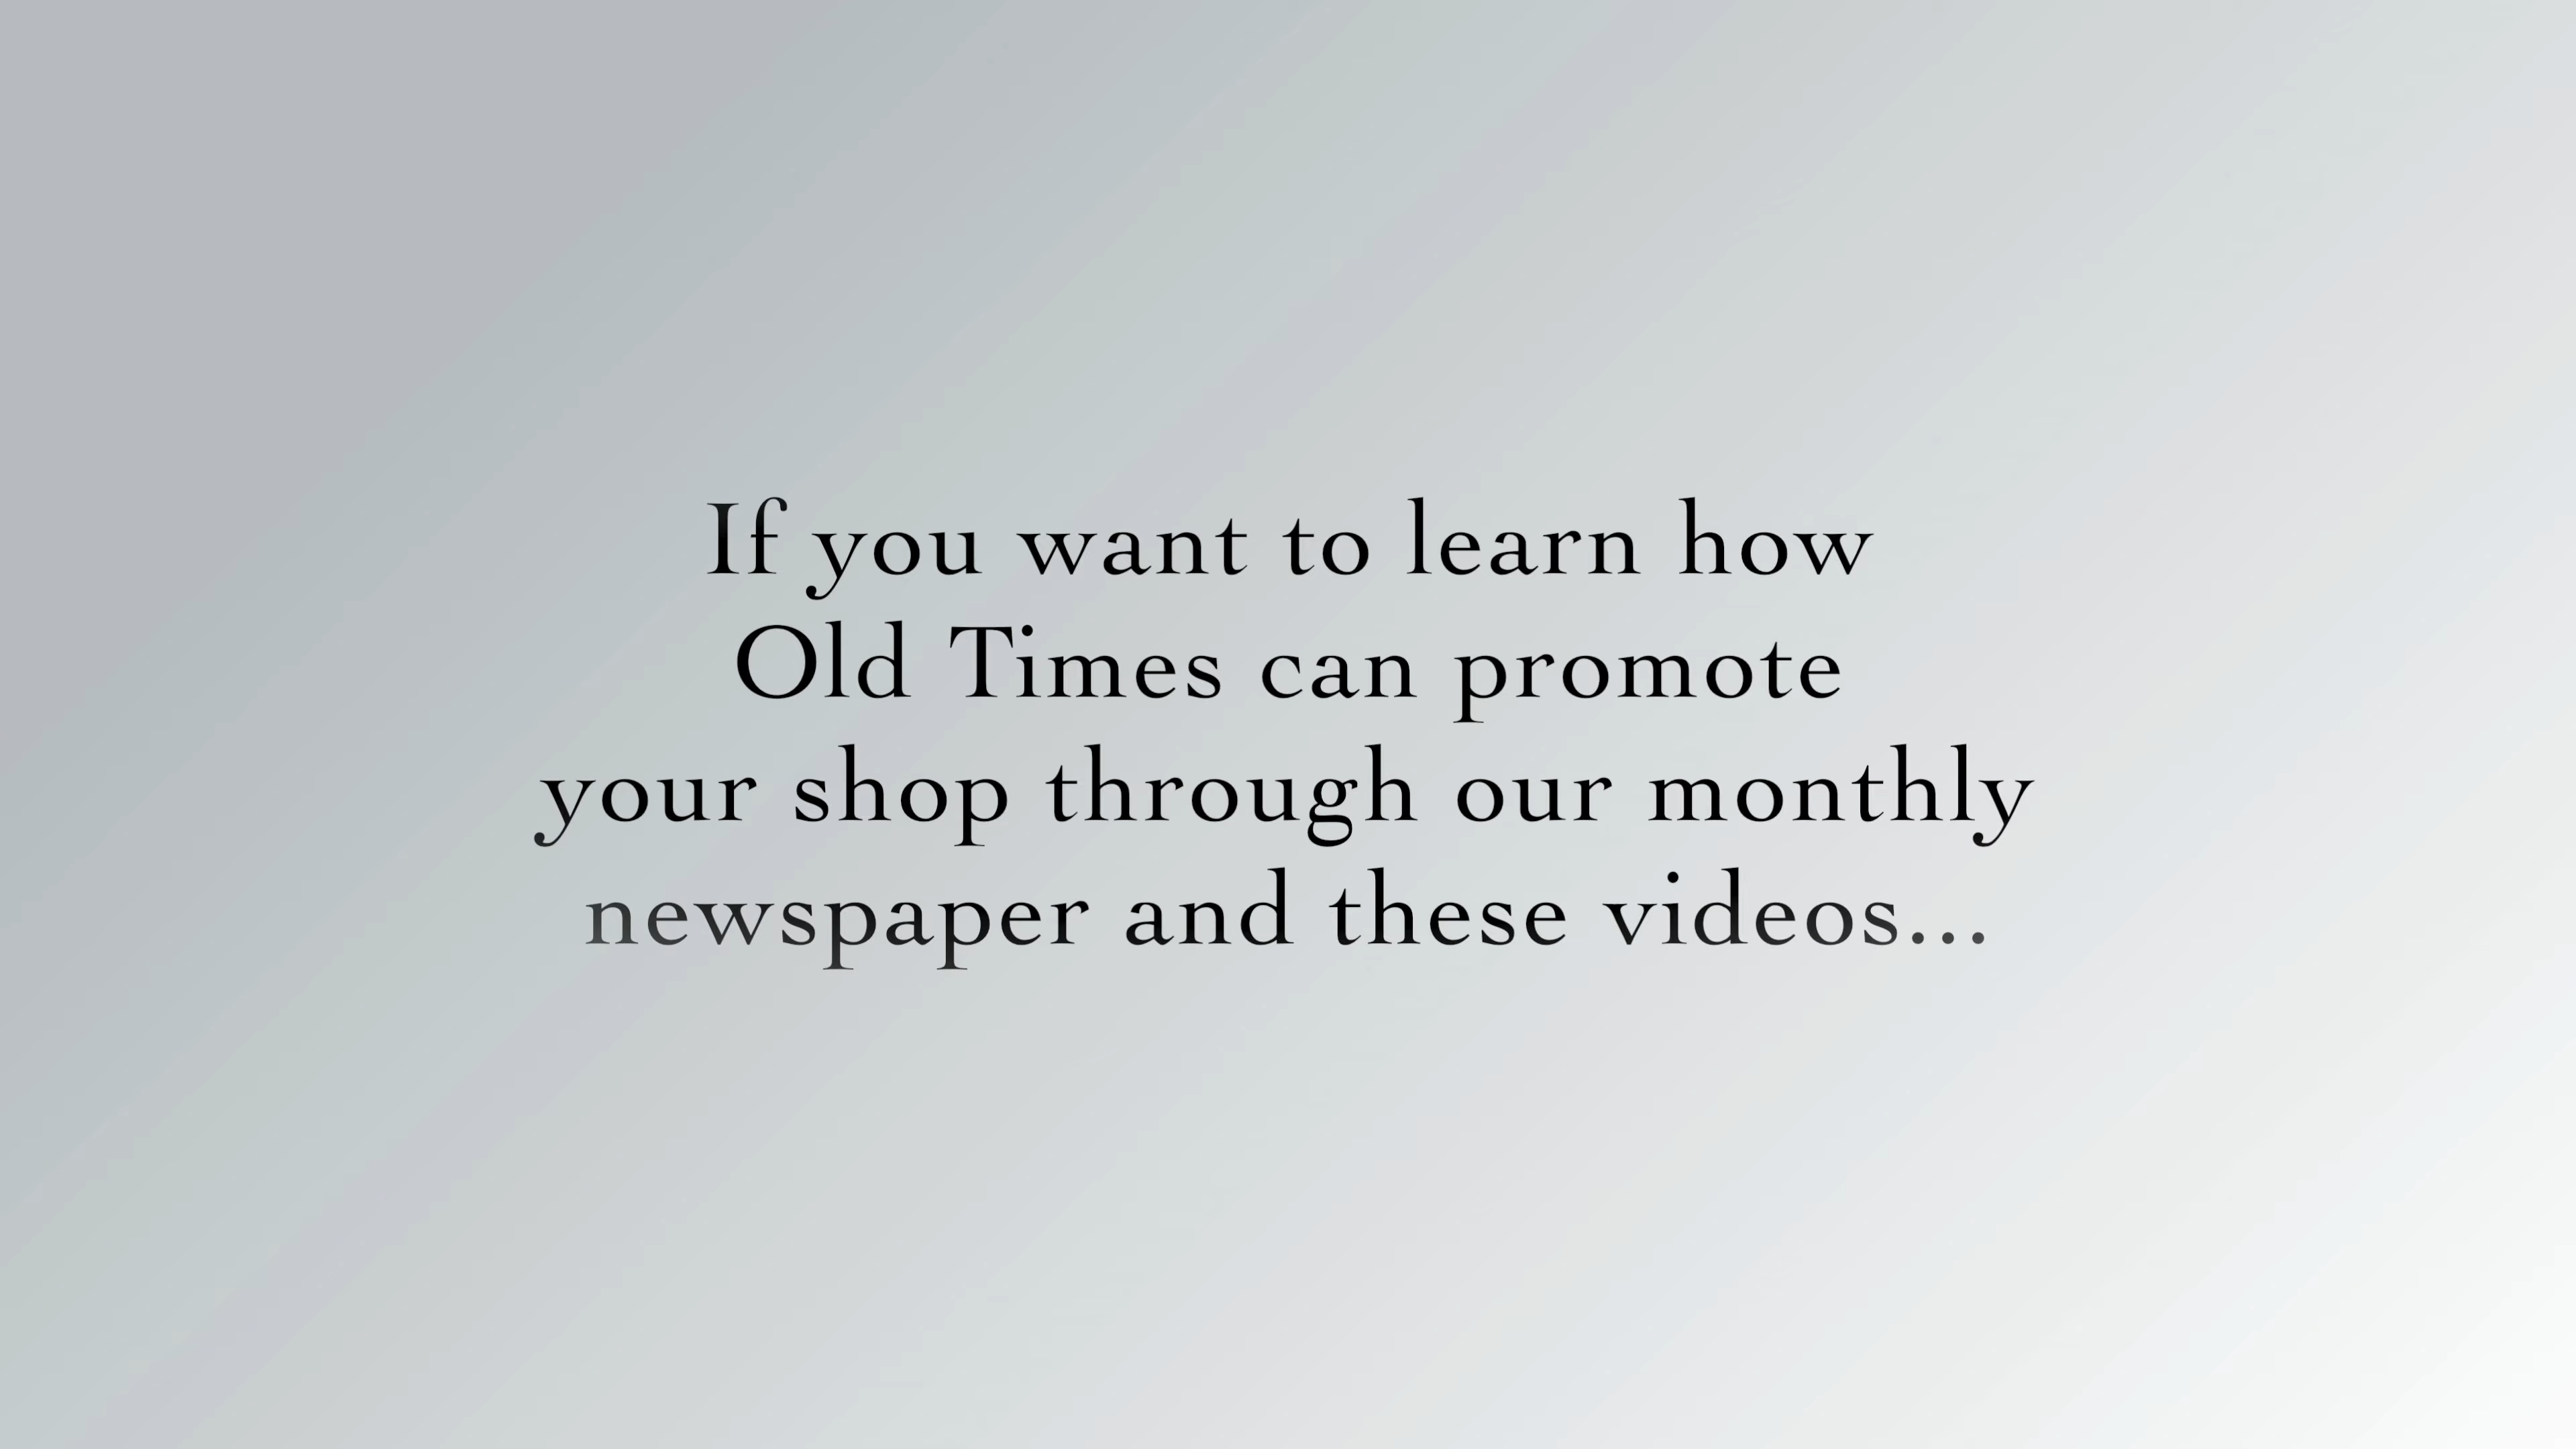 If you want to learn how
Old Times can promote
your shop through our monthly
newspaper and these videos...